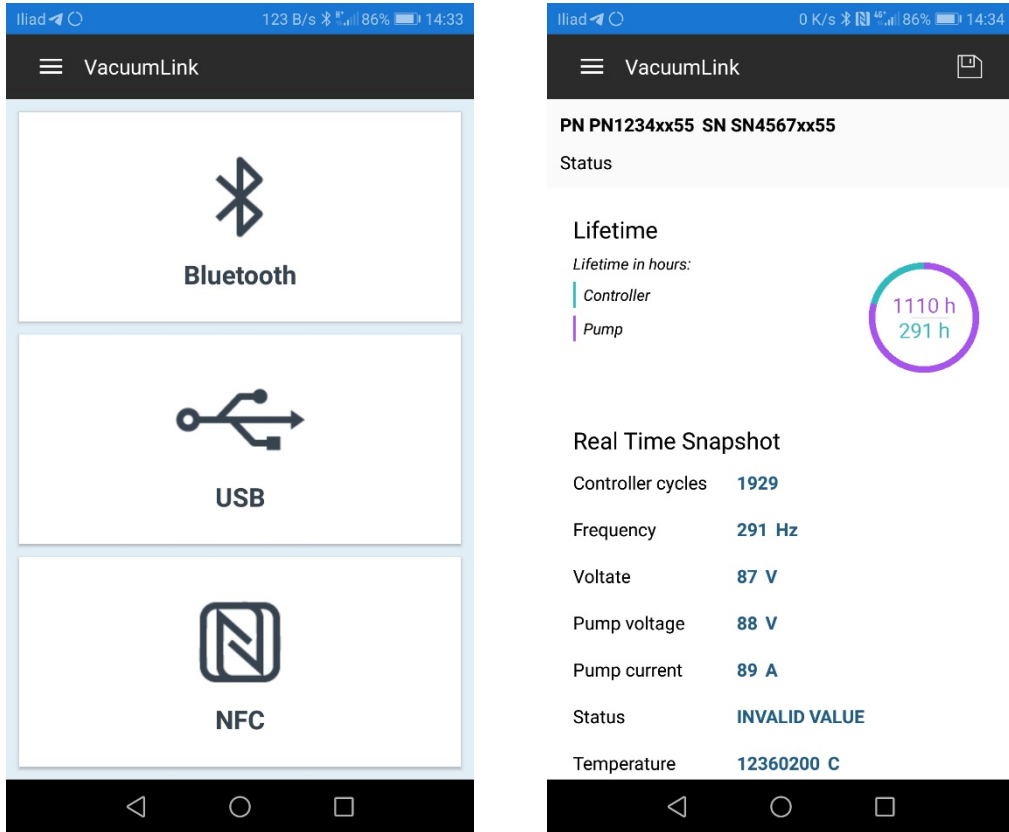 Iliad 123 B/s 86% 14:33
VacuumLink
Bluetooth
USB
NFC
Iliad 0 K/s 4G+ 86% 14:34
VacuumLink
PN PN1234xx55 SN SN4567xx55
Status
Lifetime
Lifetime in hours:
Controller
Pump
1110 h
291 h
Real Time Snapshot
Controller cycles 1929
Frequency 291 Hz
Voltate 87 V
Pump voltage 88 V
Pump current 89 A
Status INVALID VALUE
Temperature 12360200 C